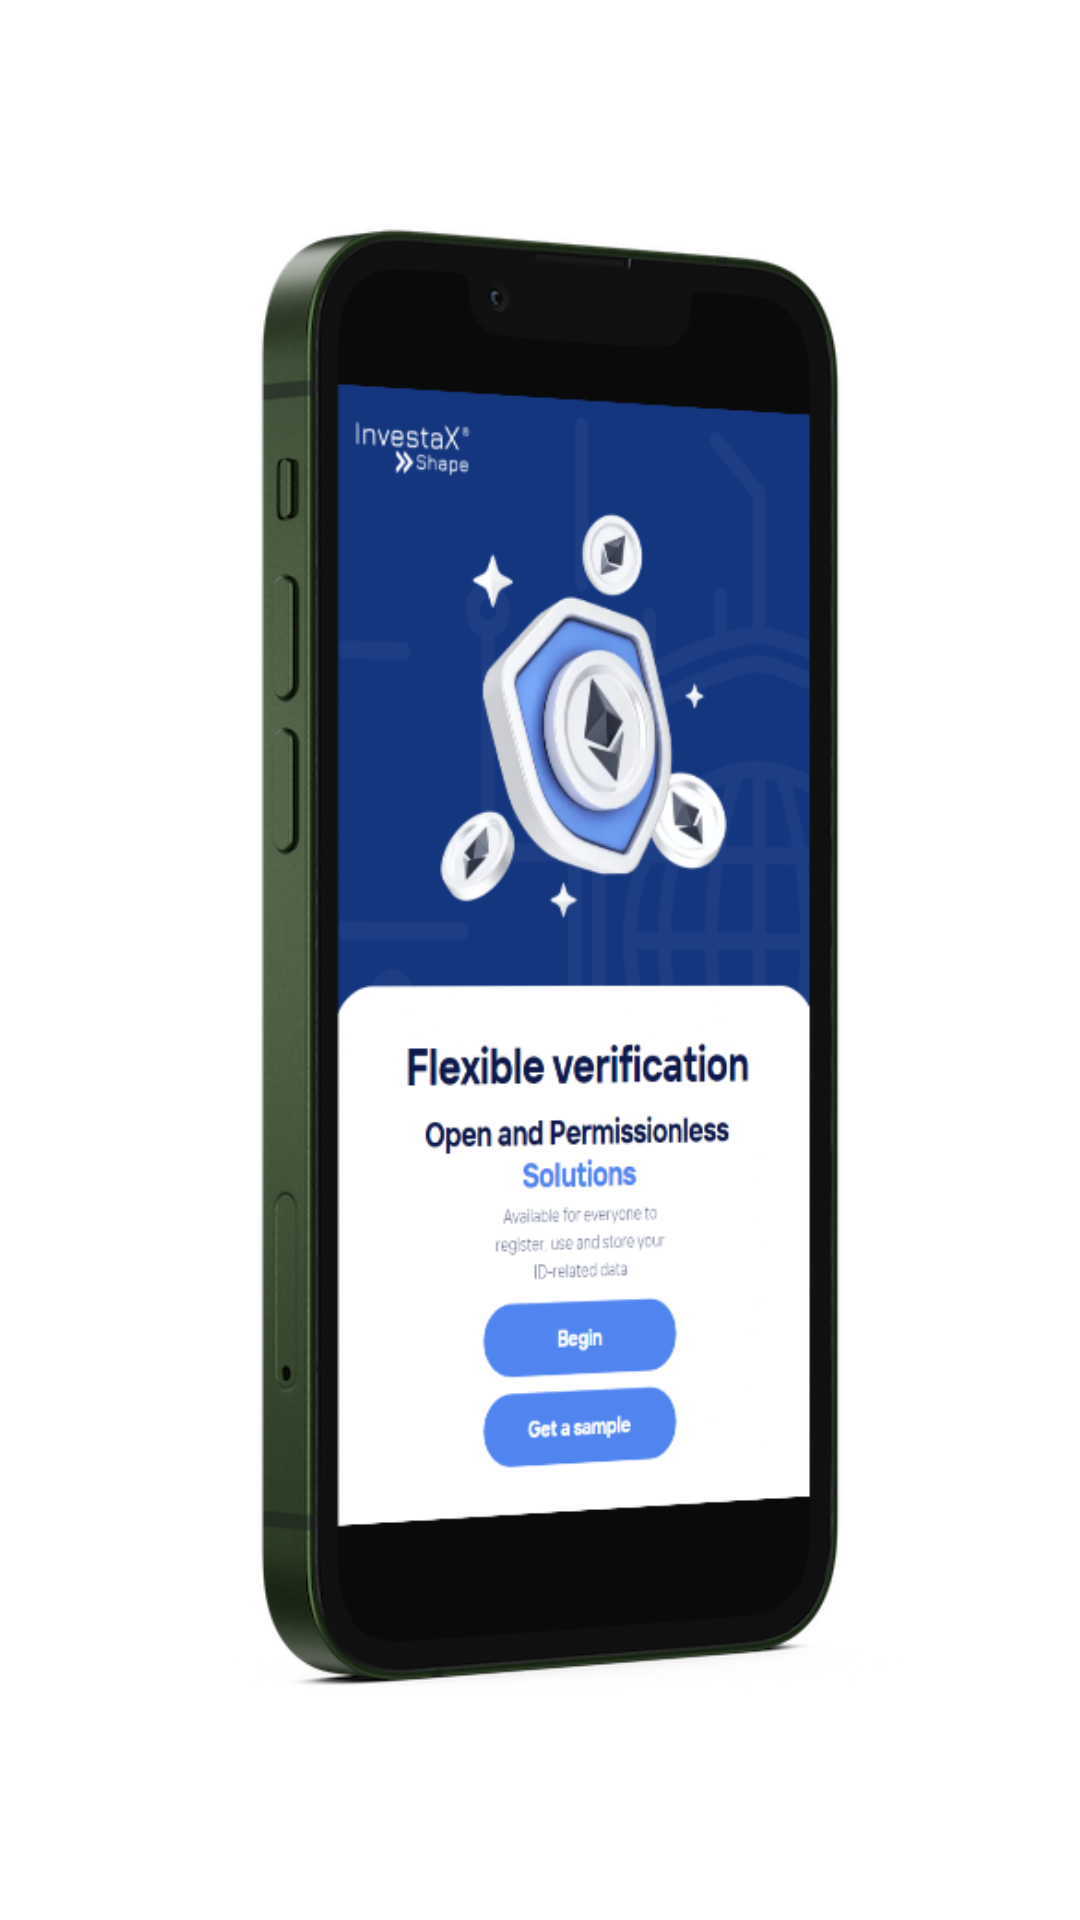 InvestaX®
Shape
Flexible verification
Open and Permissionless
Solutions
Available for everyone to
register, use and store your
ID-related data
Begin
Get a sample